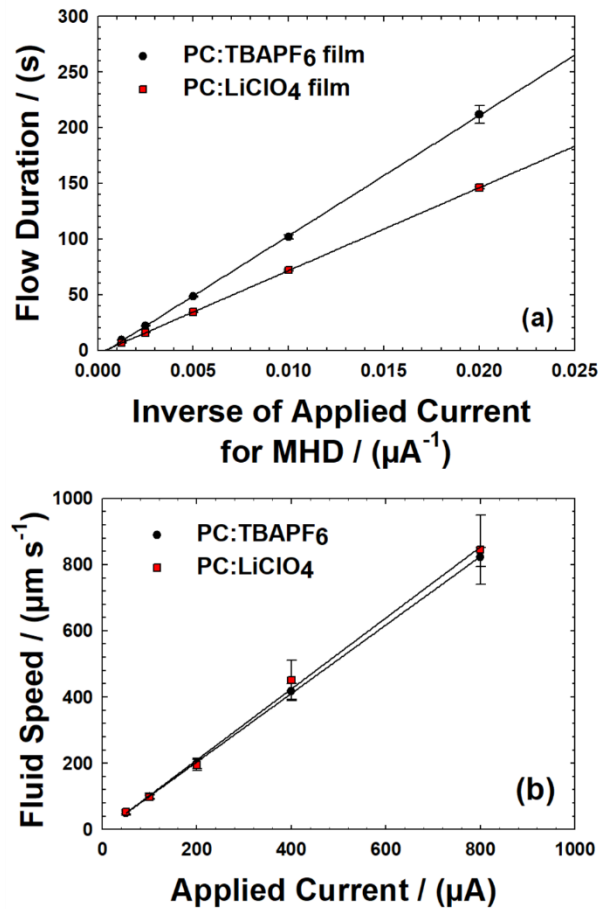 300
250
200
150
100
50
0
Flow Duration / (s)
PC:TBAPF6 film
PC:LiClO4 film
(a)
0.000 0.005 0.010 0.015 0.020 0.025
Inverse of Applied Current
for MHD / (µA-1)
1000
800
600
400
200
0
Fluid Speed / (µm s-1)
PC:TBAPF6
PC:LiClO4
(b)
0 200 400 600 800 1000
Applied Current / (µA)